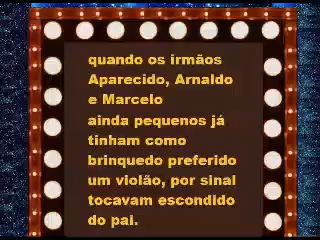 quando os irmãos
Aparecido, Arnaldo
e Marcelo
ainda pequenos já
tinham como
brinquedo preferido
um violão, por sinal
tocavam escondido
do pai.